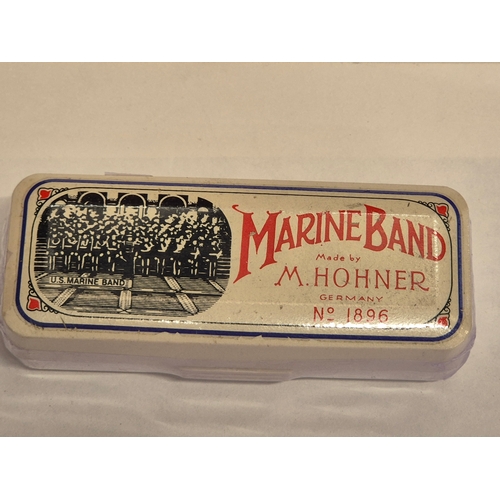 U.S. MARINE BAND
MARINE BAND
Made by
M. HOHNER
GERMANY
Nº 1896